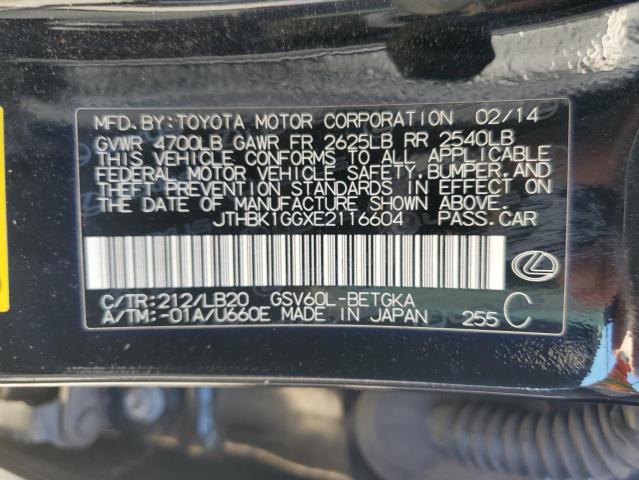 MFD.BY:TOYOTA MOTOR CORPORATION 02/14
GVWR 4700LB GAWR FR 2625LB RR 2540LB
THIS VEHICLE CONFORMS TO ALL APPLICABLE
FEDERAL MOTOR VEHICLE SAFETY,BUMPER,AND
THEFT PREVENTION STANDARDS IN EFFECT ON
THE DATE OF MANUFACTURE SHOWN ABOVE.
JTHBK1GGXE2116604 PASS.CAR
C/TR:212/LB20 GSV60L-BETGKA
A/TM:-01A/U660E MADE IN JAPAN 255 C